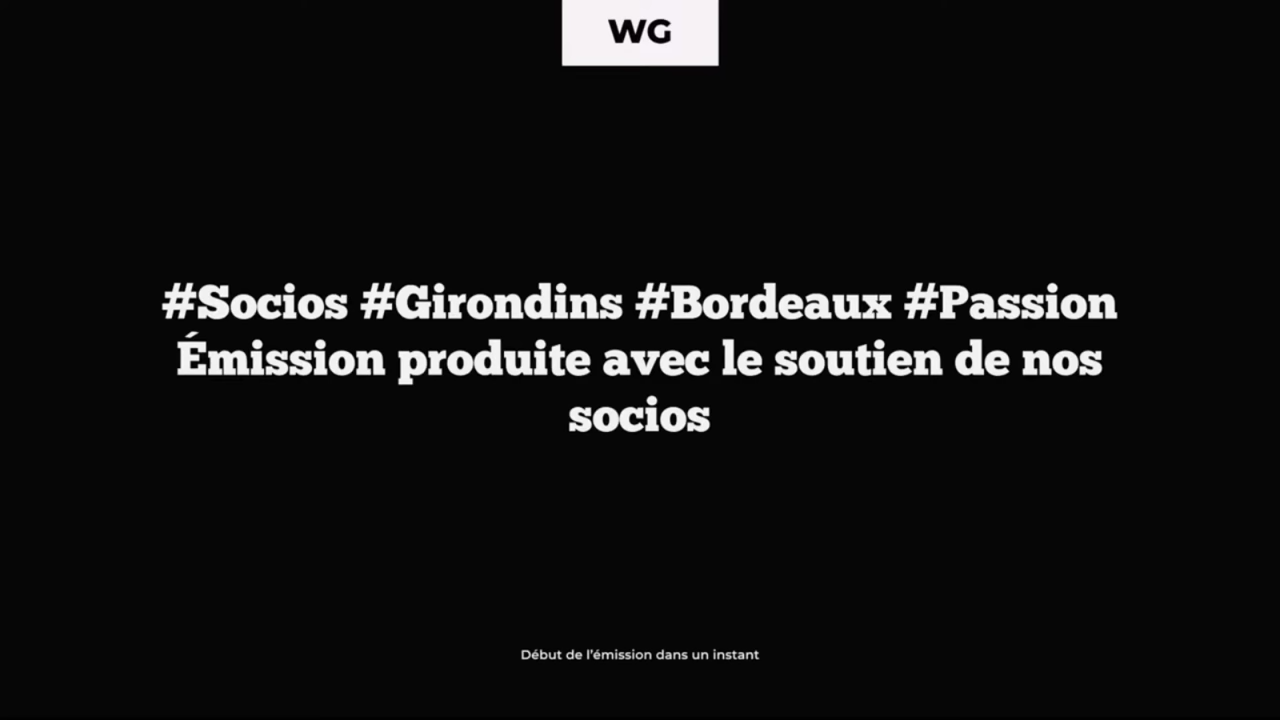 WG
#Socios #Girondins #Bordeaux #Passion
Émission produite avec le soutien de nos
socios
Début de l'émission dans un instant